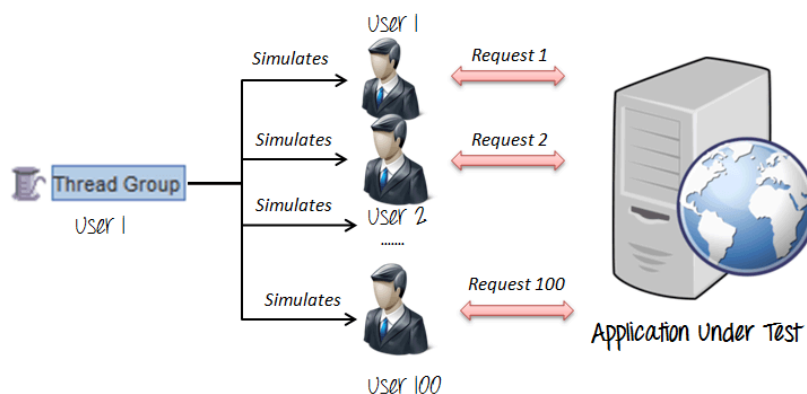 User 1
Simulates
Request 1
Simulates
Request 2
Thread Group
User 1
Simulates
User 2
.......
Simulates
Request 100
Application Under Test
User 100